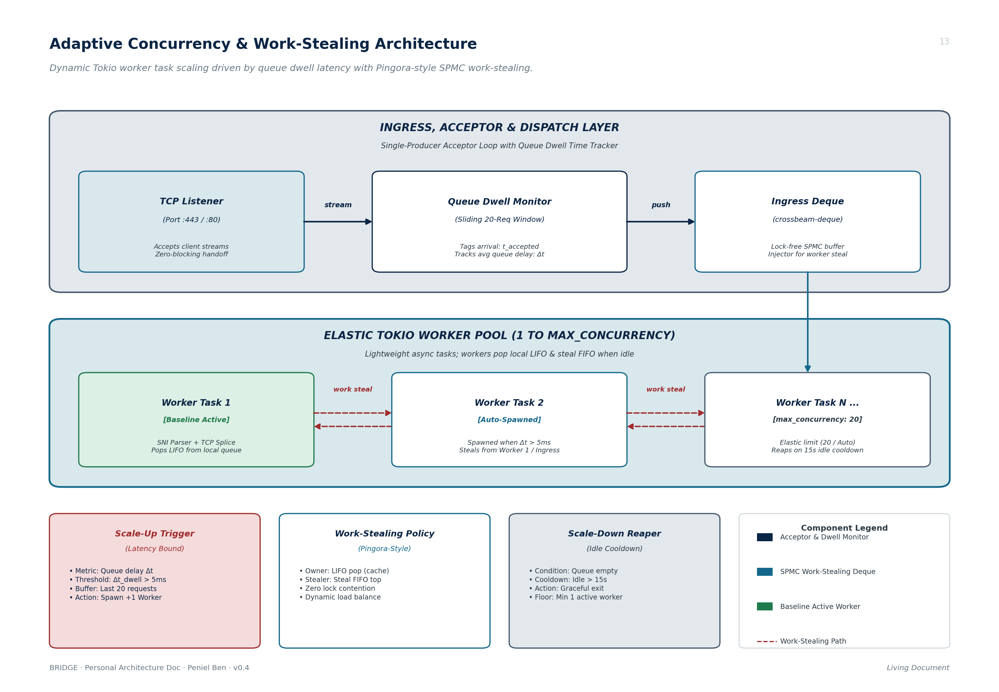 Adaptive Concurrency & Work-Stealing Architecture
13
Dynamic Tokio worker task scaling driven by queue dwell latency with Pingora-style SPMC work-stealing.
INGRESS, ACCEPTOR & DISPATCH LAYER
Single-Producer Acceptor Loop with Queue Dwell Time Tracker
TCP Listener
(Port :443 / :80)
Accepts client streams
Zero-blocking handoff
stream
Queue Dwell Monitor
(Sliding 20-Req Window)
Tags arrival: t_accepted
Tracks avg queue delay: Δt
push
Ingress Deque
(crossbeam-deque)
Lock-free SPMC buffer
Injector for worker steal
ELASTIC TOKIO WORKER POOL (1 TO MAX_CONCURRENCY)
Lightweight async tasks; workers pop local LIFO & steal FIFO when idle
Worker Task 1
[Baseline Active]
SNI Parser + TCP Splice
Pops LIFO from local queue
work steal
Worker Task 2
[Auto-Spawned]
Spawned when Δt > 5ms
Steals from Worker 1 / Ingress
work steal
Worker Task N ...
[max_concurrency: 20]
Elastic limit (20 / Auto)
Reaps on 15s idle cooldown
Scale-Up Trigger
(Latency Bound)
• Metric: Queue delay Δt
• Threshold: Δt_dwell > 5ms
• Buffer: Last 20 requests
• Action: Spawn +1 Worker
Work-Stealing Policy
(Pingora-Style)
• Owner: LIFO pop (cache)
• Stealer: Steal FIFO top
• Zero lock contention
• Dynamic load balance
Scale-Down Reaper
(Idle Cooldown)
• Condition: Queue empty
• Cooldown: Idle > 15s
• Action: Graceful exit
• Floor: Min 1 active worker
Component Legend
Acceptor & Dwell Monitor
SPMC Work-Stealing Deque
Baseline Active Worker
Work-Stealing Path
BRIDGE · Personal Architecture Doc · Peniel Ben · v0.4
Living Document